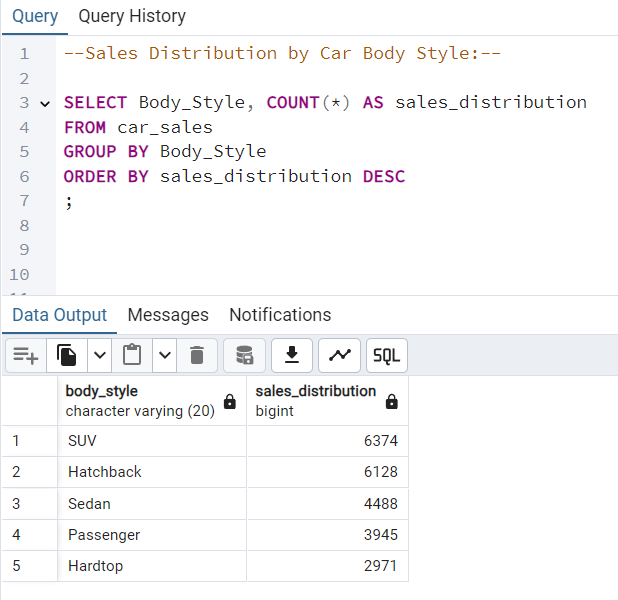 Query Query History
1 --Sales Distribution by Car Body Style:--
2
3 SELECT Body_Style, COUNT(*) AS sales_distribution
4 FROM car_sales
5 GROUP BY Body_Style
6 ORDER BY sales_distribution DESC
7 ;
8
9
10
Data Output Messages Notifications
SQL
body_style sales_distribution
character varying (20) bigint
1 SUV 6374
2 Hatchback 6128
3 Sedan 4488
4 Passenger 3945
5 Hardtop 2971